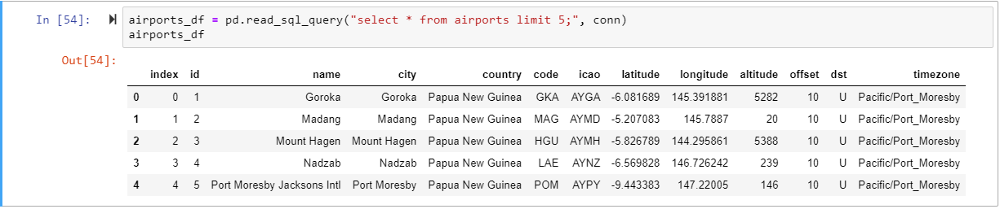 In [54]: airports_df = pd.read_sql_query("select * from airports limit 5;", conn)
airports_df
Out[54]:
index id name city country code icao latitude longitude altitude offset dst timezone
0 0 1 Goroka Goroka Papua New Guinea GKA AYGA -6.081689 145.391881 5282 10 U Pacific/Port_Moresby
1 1 2 Madang Madang Papua New Guinea MAG AYMD -5.207083 145.7887 20 10 U Pacific/Port_Moresby
2 2 3 Mount Hagen Mount Hagen Papua New Guinea HGU AYMH -5.826789 144.295861 5388 10 U Pacific/Port_Moresby
3 3 4 Nadzab Nadzab Papua New Guinea LAE AYNZ -6.569828 146.726242 239 10 U Pacific/Port_Moresby
4 4 5 Port Moresby Jacksons Intl Port Moresby Papua New Guinea POM AYPY -9.443383 147.22005 146 10 U Pacific/Port_Moresby